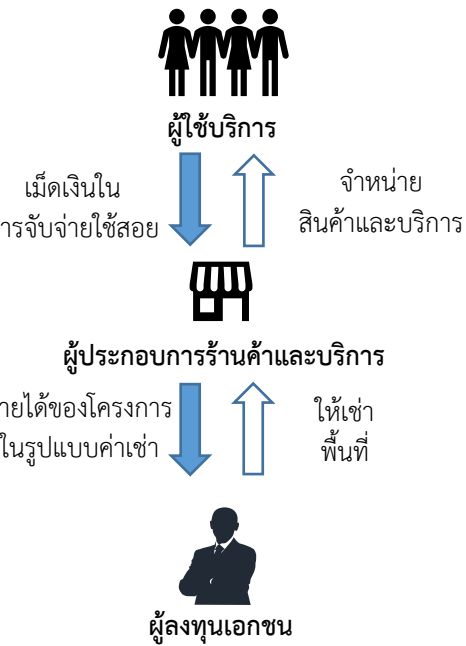 ผู้ใช้บริการ
เม็ดเงินใน
ารจับจ่ายใช้สอย
จำหน่าย
สินค้าและบริการ
ผู้ประกอบการร้านค้าและบริการ
ายได้ของโครงการ
ในรูปแบบค่าเช่า
ให้เช่า
พื้นที่
ผู้ลงทุนเอกชน